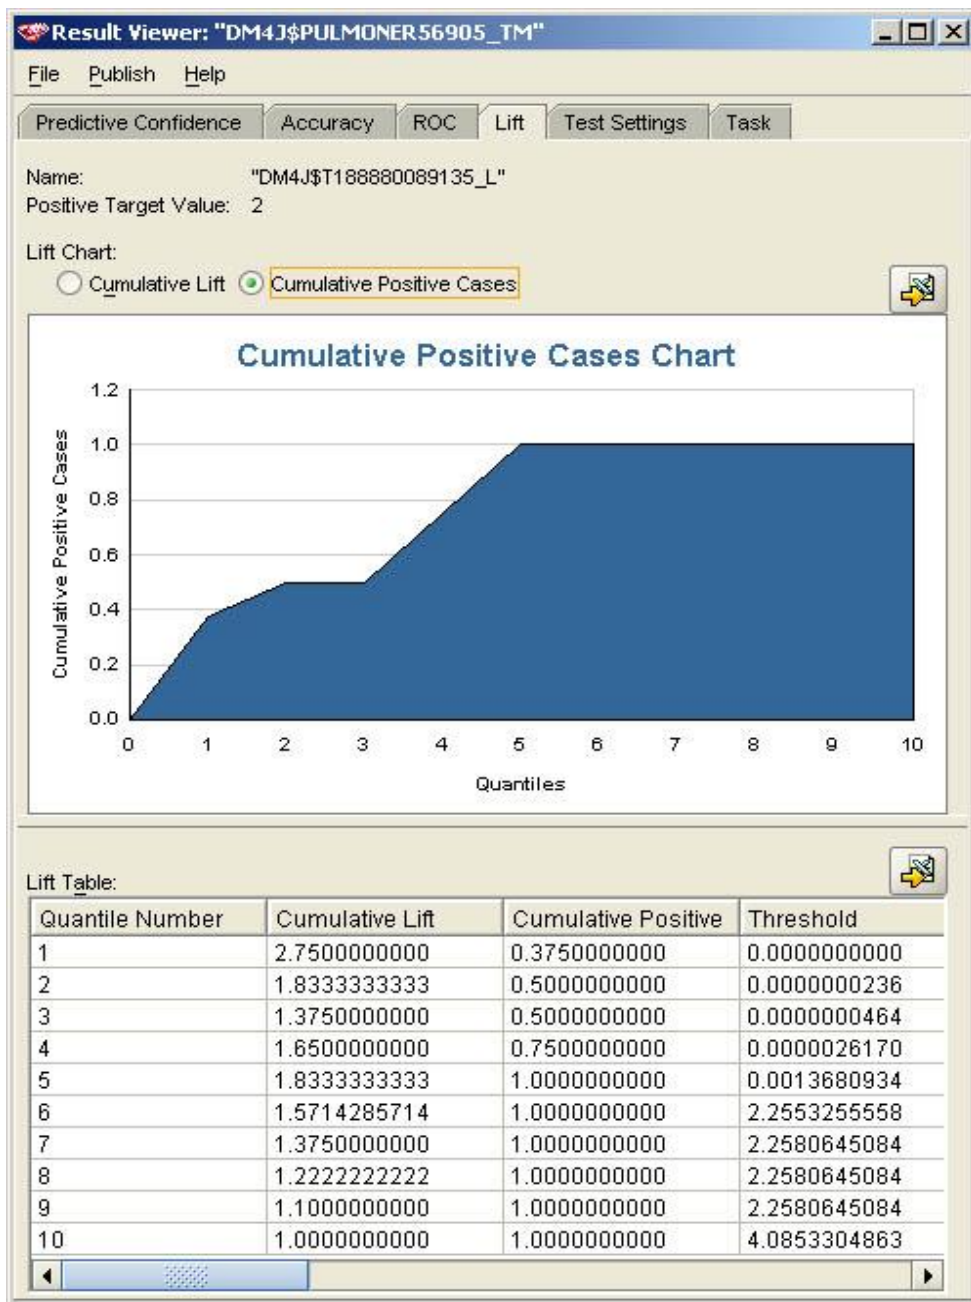 Result Viewer: "DM4J$PULMONER56905_TM"
File Publish Help
Predictive Confidence Accuracy ROC Lift Test Settings Task
Name: "DM4J$T188880089135_L"
Positive Target Value: 2
Lift Chart:
Cumulative Lift Cumulative Positive Cases
Cumulative Positive Cases Chart
Cumulative Positive Cases
1.2
1.0
0.8
0.6
0.4
0.2
0.0
0 1 2 3 4 5 6 7 8 9 10
Quantiles
Lift Table:
Quantile Number Cumulative Lift Cumulative Positive Threshold
1 2.7500000000 0.3750000000 0.0000000000
2 1.8333333333 0.5000000000 0.0000000236
3 1.3750000000 0.5000000000 0.0000000464
4 1.6500000000 0.7500000000 0.0000026170
5 1.8333333333 1.0000000000 0.0013680934
6 1.5714285714 1.0000000000 2.2553255558
7 1.3750000000 1.0000000000 2.2580645084
8 1.2222222222 1.0000000000 2.2580645084
9 1.1000000000 1.0000000000 2.2580645084
10 1.0000000000 1.0000000000 4.0853304863